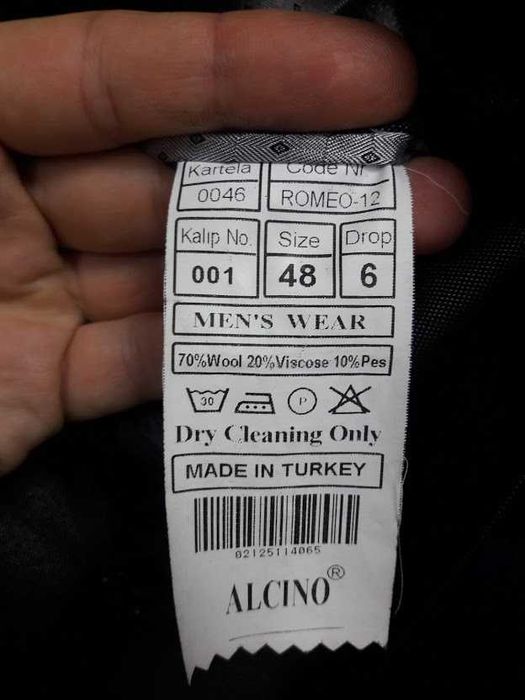 Kartela Code Nr
0046 ROMEO-12
Kalıp No. Size Drop
001 48 6
MEN'S WEAR
70%Wool 20%Viscose 10%Pes
30 P
Dry Cleaning Only
MADE IN TURKEY
02125114065
ALCINO®